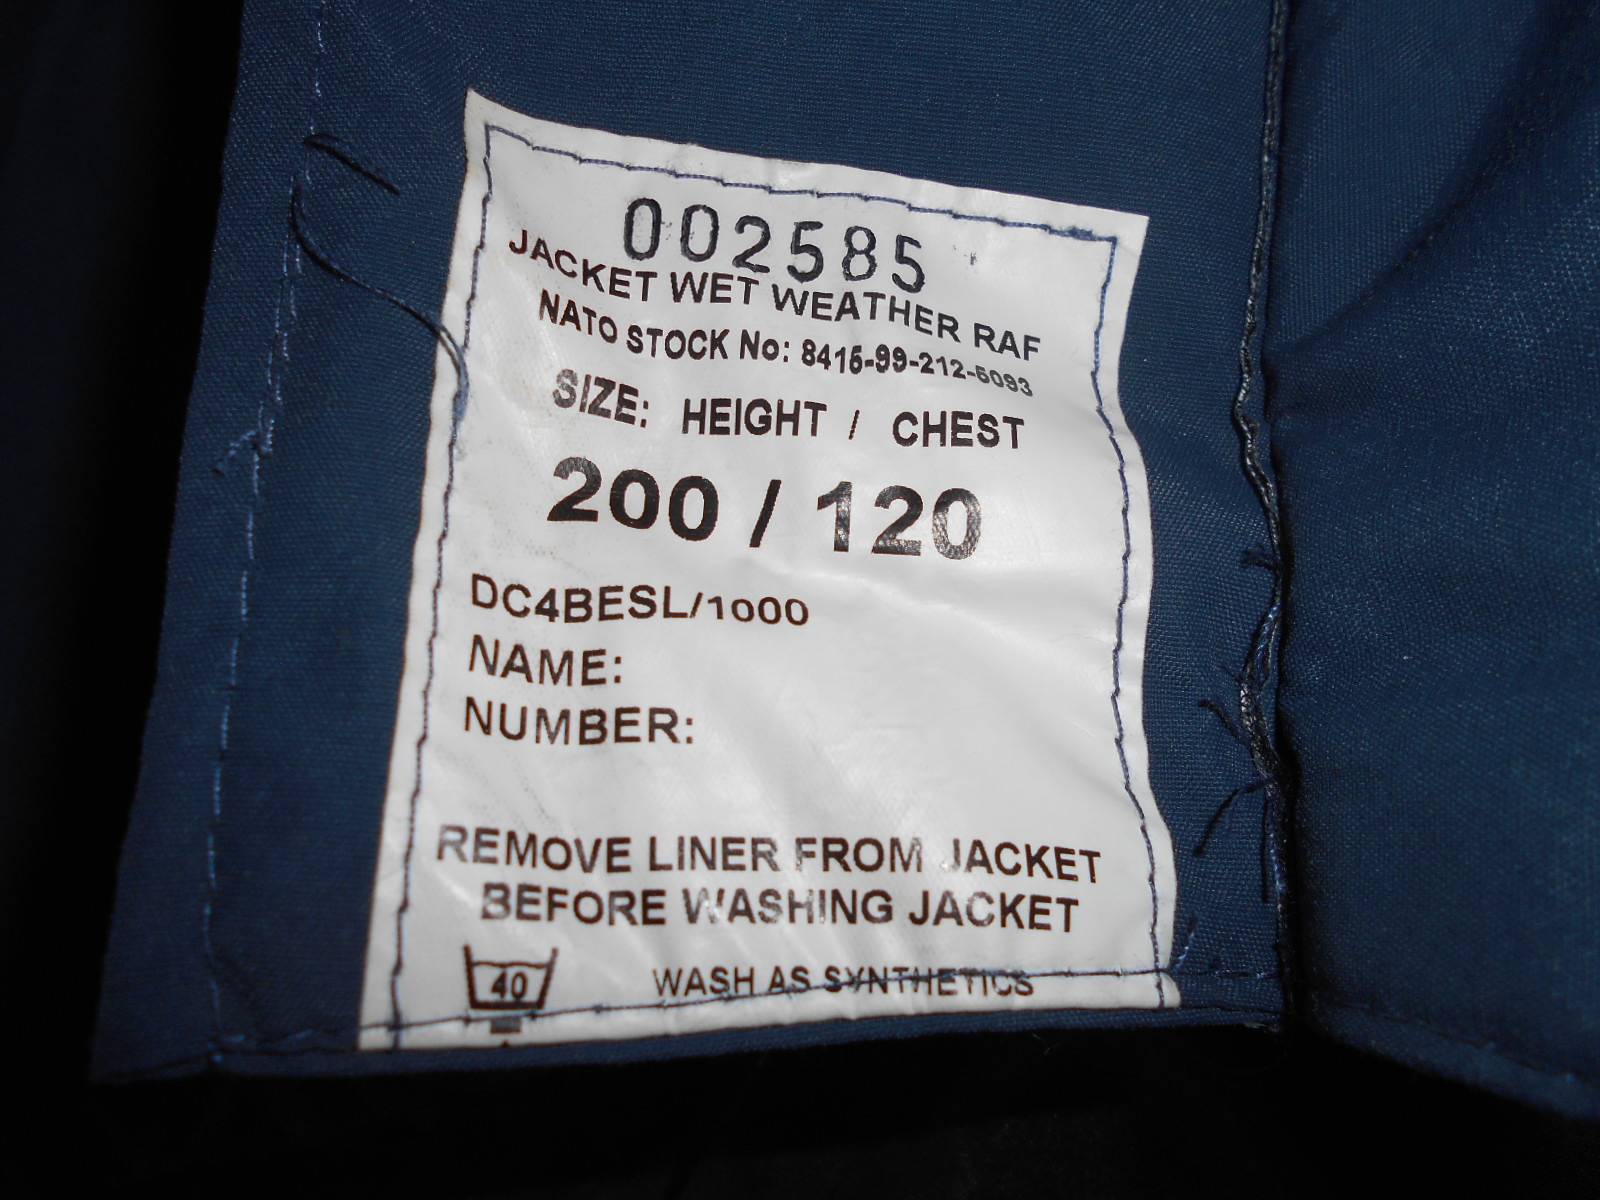 002585
JACKET WET WEATHER RAF
NATO STOCK No: 8415-99-212-6093
SIZE: HEIGHT / CHEST
200 / 120
DC4BESL/1000
NAME:
NUMBER:
REMOVE LINER FROM JACKET
BEFORE WASHING JACKET
40 WASH AS SYNTHETICS